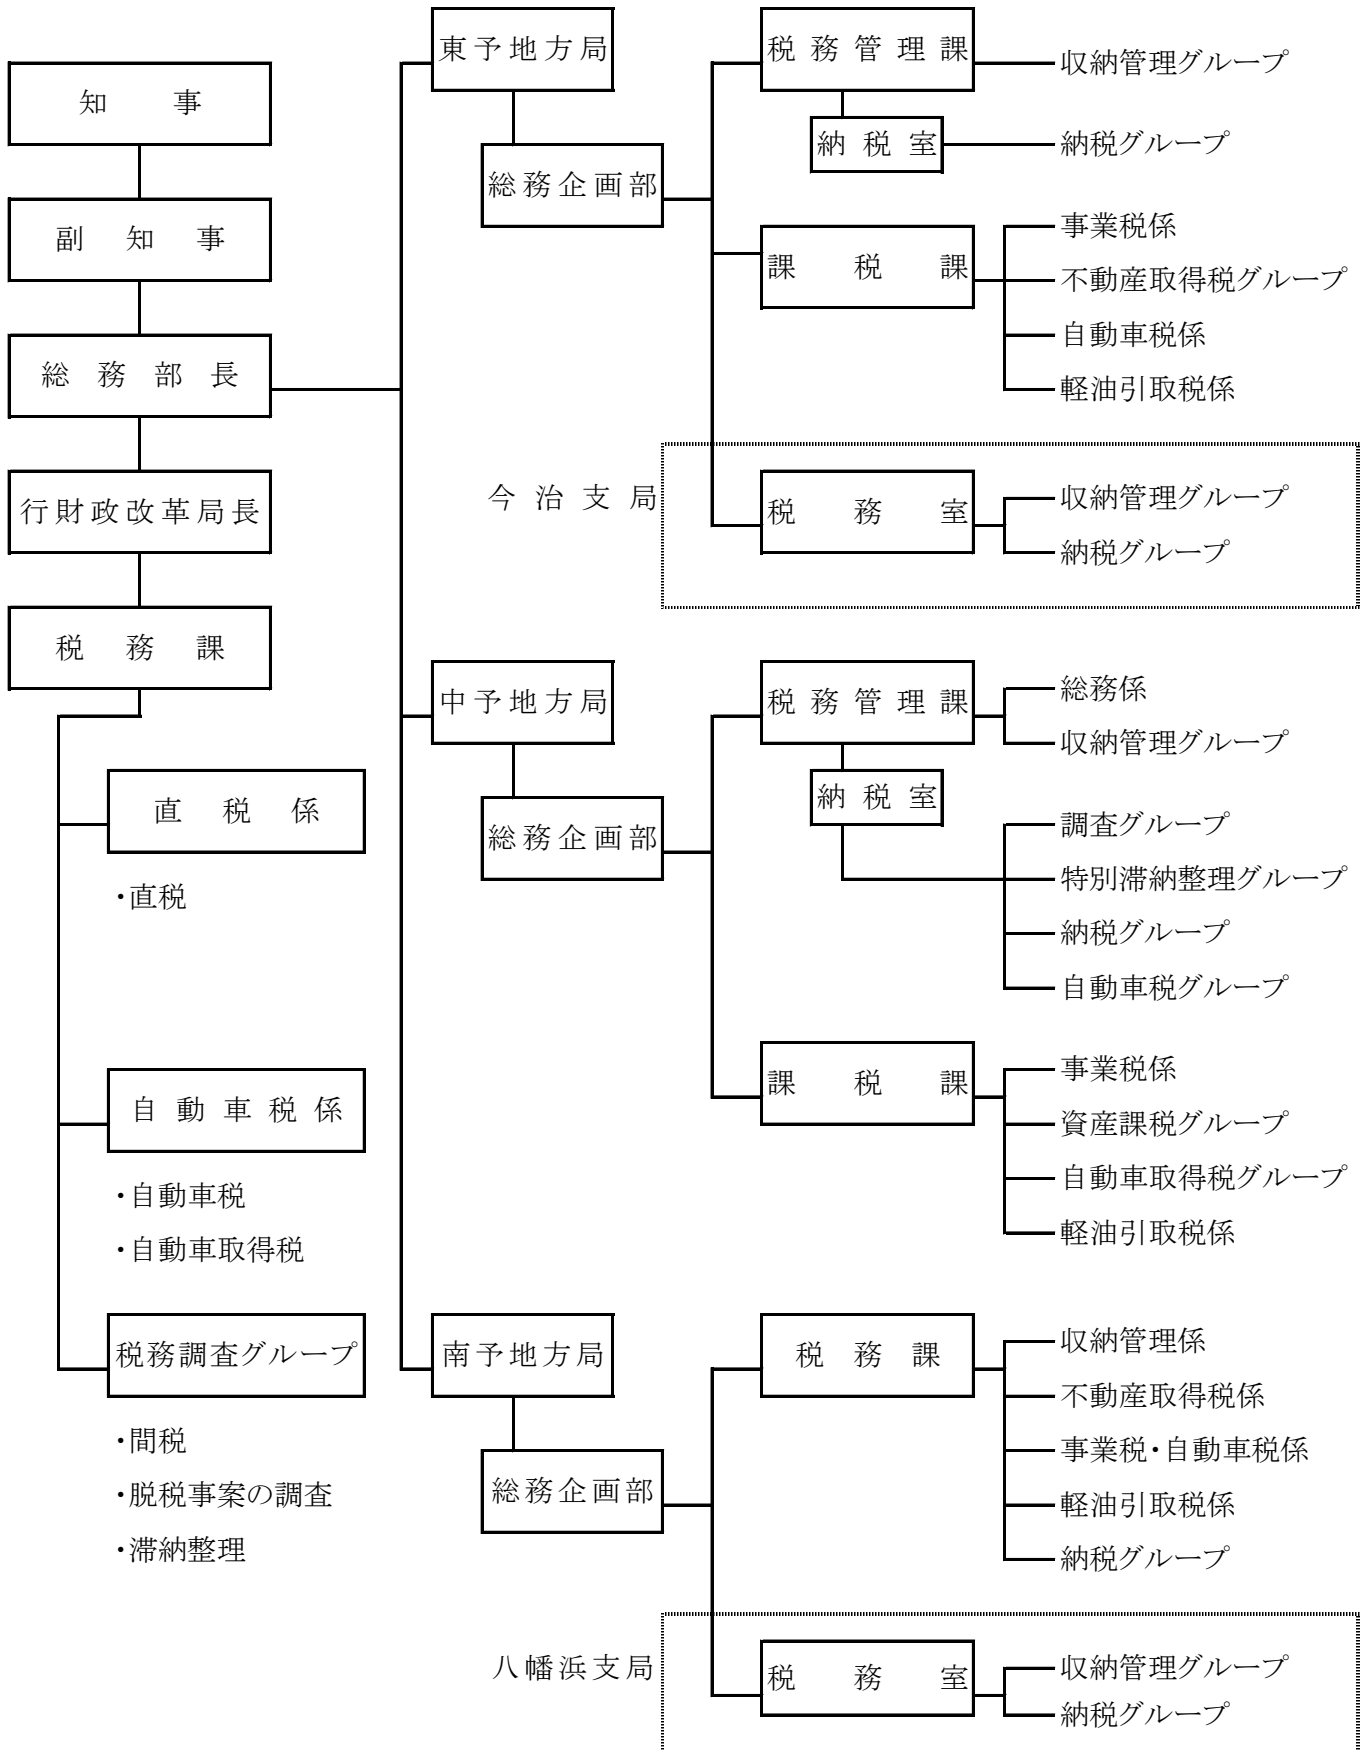 知事
副知事
総務部長
行財政改革局長
税務課
直税係
・直税
自動車税係
・自動車税
・自動車取得税
税務調査グループ
・間税
・脱税事案の調査
・滞納整理
東予地方局
総務企画部
税務管理課
収納管理グループ
納税室
納税グループ
課税課
事業税係
不動産取得税グループ
自動車税係
軽油引取税係
今治支局
税務室
収納管理グループ
納税グループ
中予地方局
総務企画部
税務管理課
総務係
収納管理グループ
納税室
調査グループ
特別滞納整理グループ
納税グループ
自動車税グループ
課税課
事業税係
資産課税グループ
自動車取得税グループ
軽油引取税係
南予地方局
総務企画部
税務課
収納管理係
不動産取得税係
事業税・自動車税係
軽油引取税係
納税グループ
八幡浜支局
税務室
収納管理グループ
納税グループ